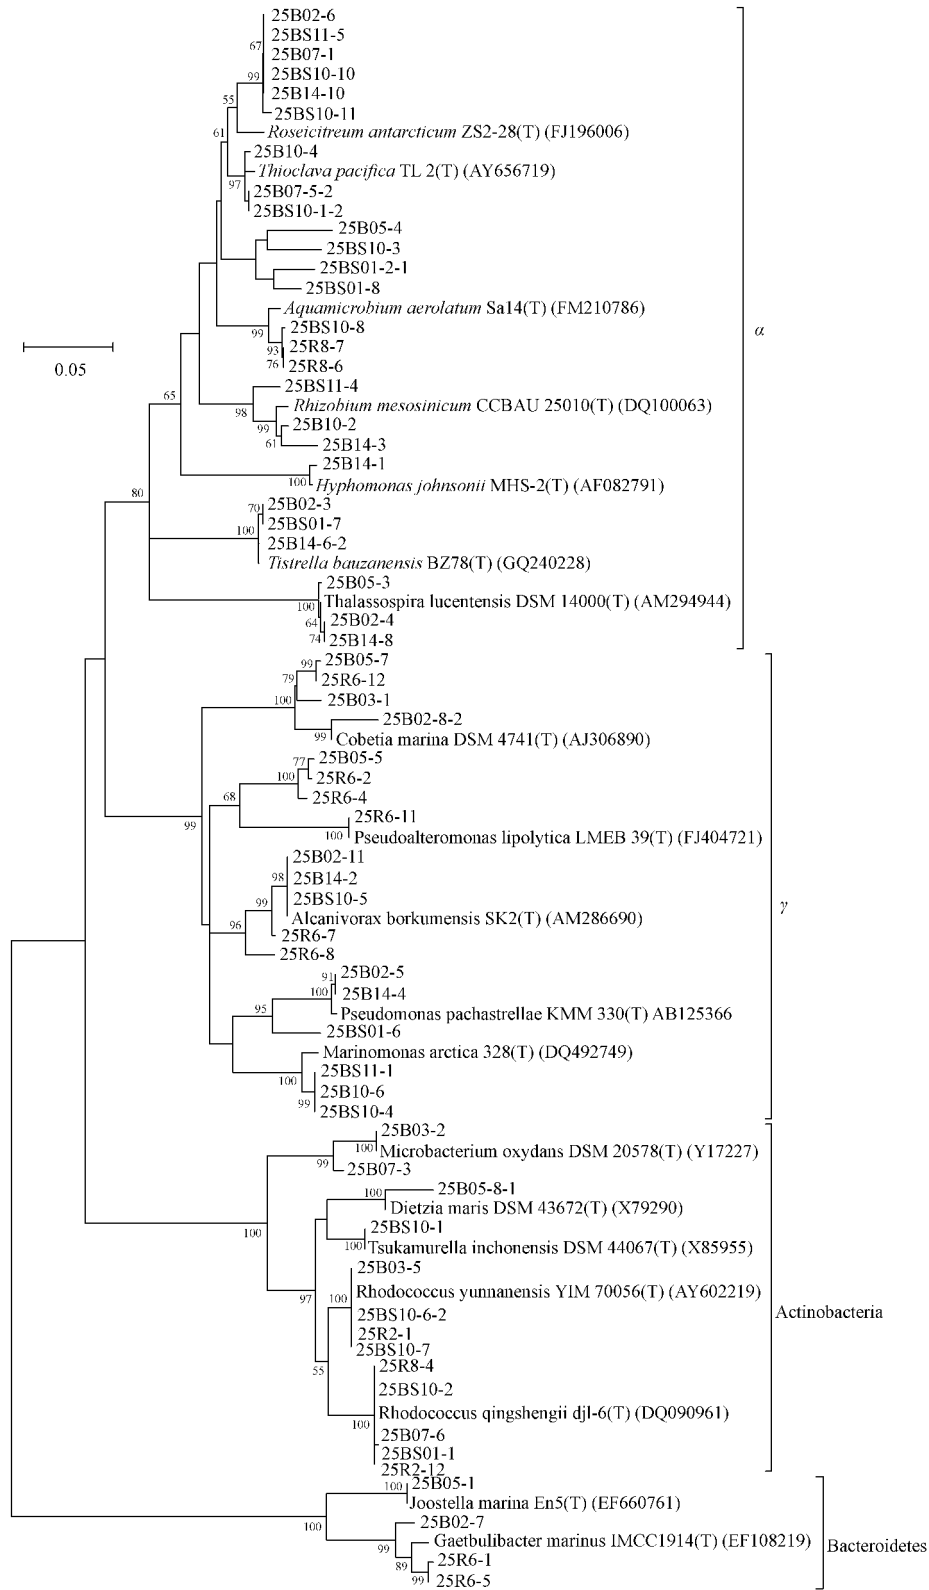 25B02-6
25BS11-5
67
25B07-1
25BS10-10
99
25B14-10
55
25BS10-11
61
Roseicitreum antarcticum ZS2-28(T) (FJ196006)
25B10-4
Thioclava pacifica TL 2(T) (AY656719)
97
25B07-5-2
25BS10-1-2
25B05-4
25BS10-3
25BS01-2-1
25BS01-8
Aquamicrobium aerolatum Sa14(T) (FM210786)
25BS10-8
99
α
93
25R8-7
76
25R8-6
0.05
25BS11-4
65
98
Rhizobium mesosinicum CCBAU 25010(T) (DQ100063)
99
25B10-2
61
25B14-3
25B14-1
100
Hyphomonas johnsonii MHS-2(T) (AF082791)
80
70
25B02-3
25BS01-7
100
25B14-6-2
Tistrella bauzanensis BZ78(T) (GQ240228)
25B05-3
100
Thalassospira lucentensis DSM 14000(T) (AM294944)
64
25B02-4
74
25B14-8
99
25B05-7
79
25R6-12
100
25B03-1
25B02-8-2
99
Cobetia marina DSM 4741(T) (AJ306890)
77
25B05-5
100
25R6-2
68
25R6-4
99
25R6-11
100
Pseudoalteromonas lipolytica LMEB 39(T) (FJ404721)
25B02-11
98
25B14-2
99
25BS10-5
γ
Alcanivorax borkumensis SK2(T) (AM286690)
96
25R6-7
25R6-8
91
25B02-5
100
25B14-4
95
Pseudomonas pachastrellae KMM 330(T) AB125366
25BS01-6
Marinomonas arctica 328(T) (DQ492749)
25BS11-1
100
25B10-6
99
25BS10-4
25B03-2
100
Microbacterium oxydans DSM 20578(T) (Y17227)
99
25B07-3
100
25B05-8-1
Dietzia maris DSM 43672(T) (X79290)
100
25BS10-1
100
Tsukamurella inchonensis DSM 44067(T) (X85955)
25B03-5
97
100
Rhodococcus yunnanensis YIM 70056(T) (AY602219)
Actinobacteria
25BS10-6-2
25R2-1
25BS10-7
55
25R8-4
25BS10-2
100
Rhodococcus qingshengii djl-6(T) (DQ090961)
25B07-6
25BS01-1
25R2-12
100
25B05-1
Joostella marina En5(T) (EF660761)
100
25B02-7
99
Gaetbulibacter marinus IMCC1914(T) (EF108219)
Bacteroidetes
89
25R6-1
99
25R6-5